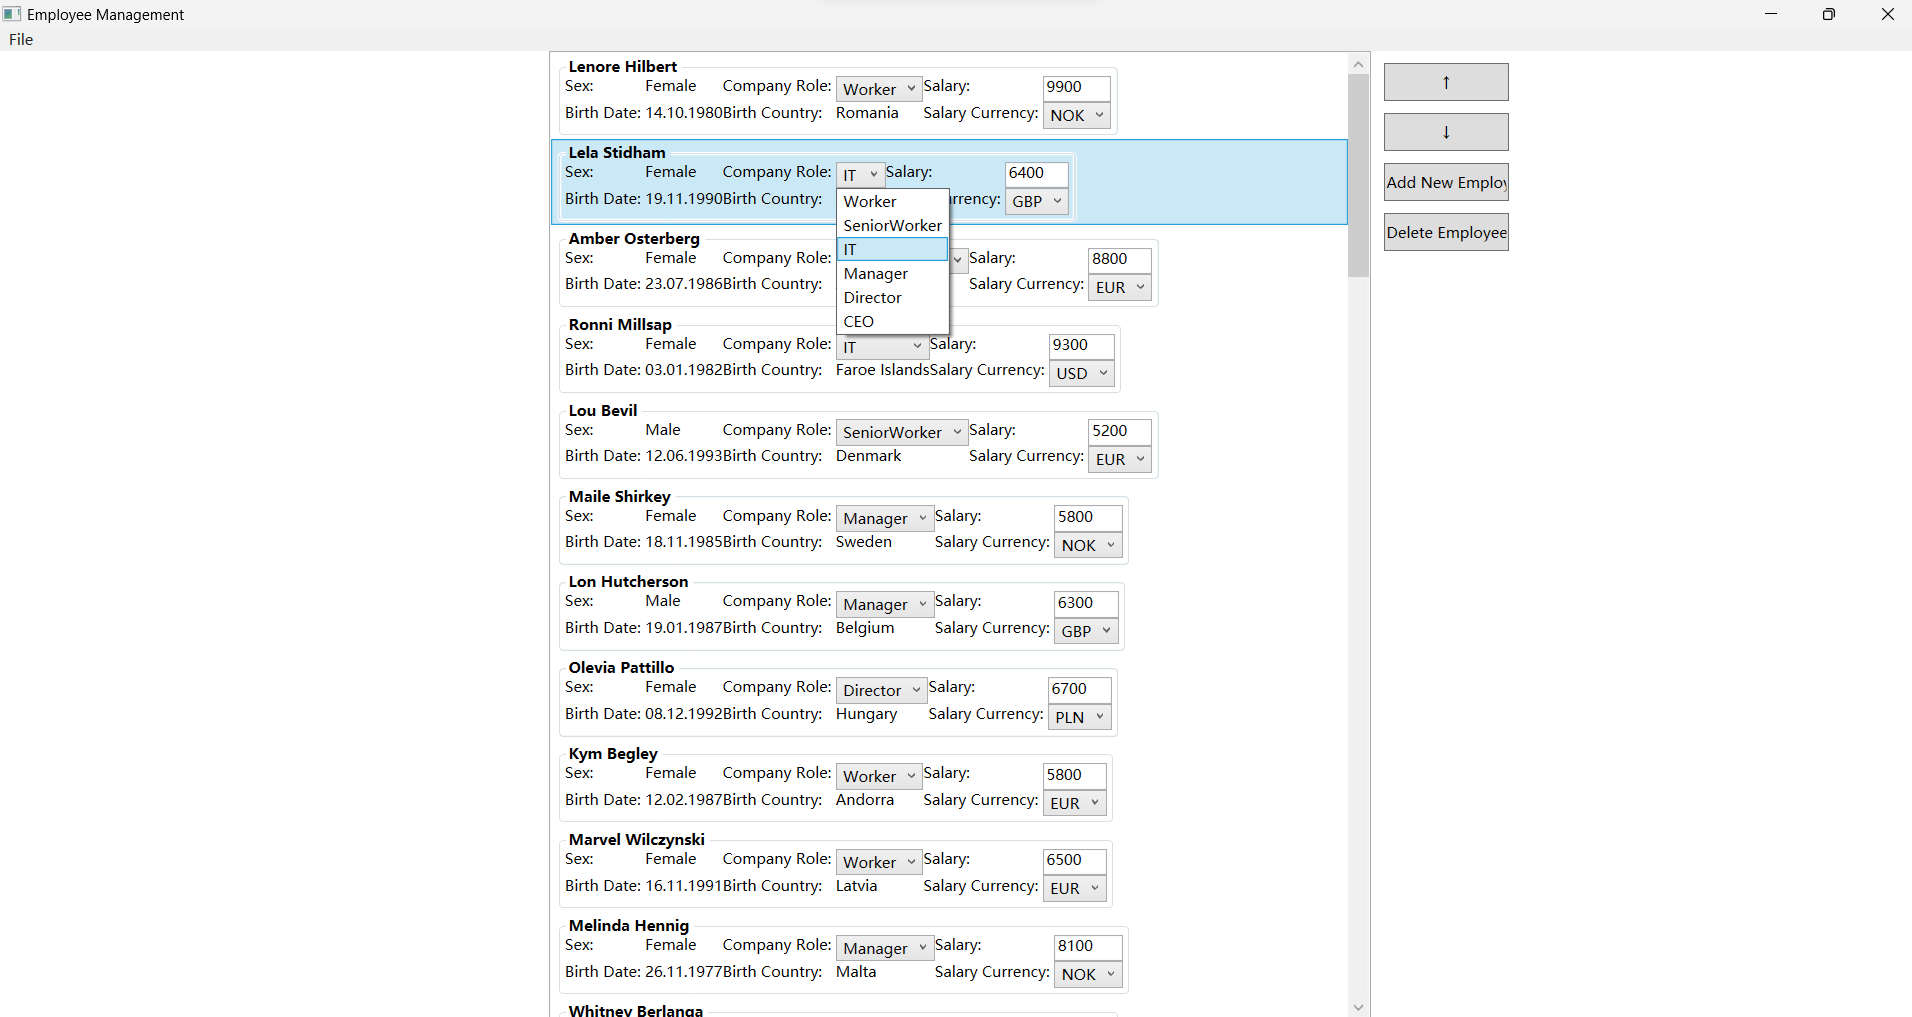 Employee Management
File
Lenore Hilbert
Sex: Female Company Role: Worker Salary: 9900
Birth Date: 14.10.1980 Birth Country: Romania Salary Currency: NOK
Lela Stidham
Sex: Female Company Role: IT Salary: 6400
Birth Date: 19.11.1990 Birth Country: rrency: GBP
Worker
SeniorWorker
IT
Manager
Director
CEO
Amber Osterberg
Sex: Female Company Role: Salary: 8800
Birth Date: 23.07.1986 Birth Country: Salary Currency: EUR
Ronni Millsap
Sex: Female Company Role: IT Salary: 9300
Birth Date: 03.01.1982 Birth Country: Faroe Islands Salary Currency: USD
Lou Bevil
Sex: Male Company Role: SeniorWorker Salary: 5200
Birth Date: 12.06.1993 Birth Country: Denmark Salary Currency: EUR
Maile Shirkey
Sex: Female Company Role: Manager Salary: 5800
Birth Date: 18.11.1985 Birth Country: Sweden Salary Currency: NOK
Lon Hutcherson
Sex: Male Company Role: Manager Salary: 6300
Birth Date: 19.01.1987 Birth Country: Belgium Salary Currency: GBP
Olevia Pattillo
Sex: Female Company Role: Director Salary: 6700
Birth Date: 08.12.1992 Birth Country: Hungary Salary Currency: PLN
Kym Begley
Sex: Female Company Role: Worker Salary: 5800
Birth Date: 12.02.1987 Birth Country: Andorra Salary Currency: EUR
Marvel Wilczynski
Sex: Female Company Role: Worker Salary: 6500
Birth Date: 16.11.1991 Birth Country: Latvia Salary Currency: EUR
Melinda Hennig
Sex: Female Company Role: Manager Salary: 8100
Birth Date: 26.11.1977 Birth Country: Malta Salary Currency: NOK
Whitney Berlanga
↑
↓
Add New Employ
Delete Employee